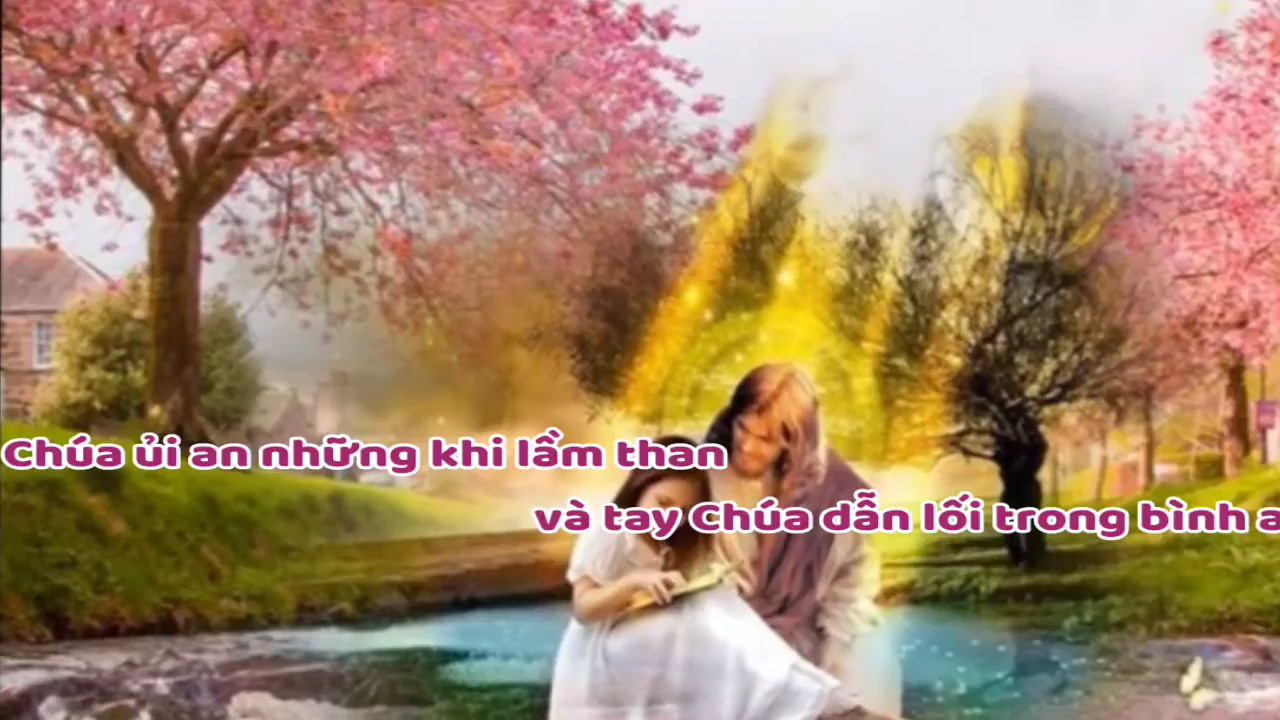 Chúa ủi an những khi lầm than
và tay Chúa dẫn lối trong bình a